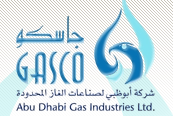 جاسكو
GASCO
شركة أبوظبي لصناعات الغاز المحدودة
Abu Dhabi Gas Industries Ltd.